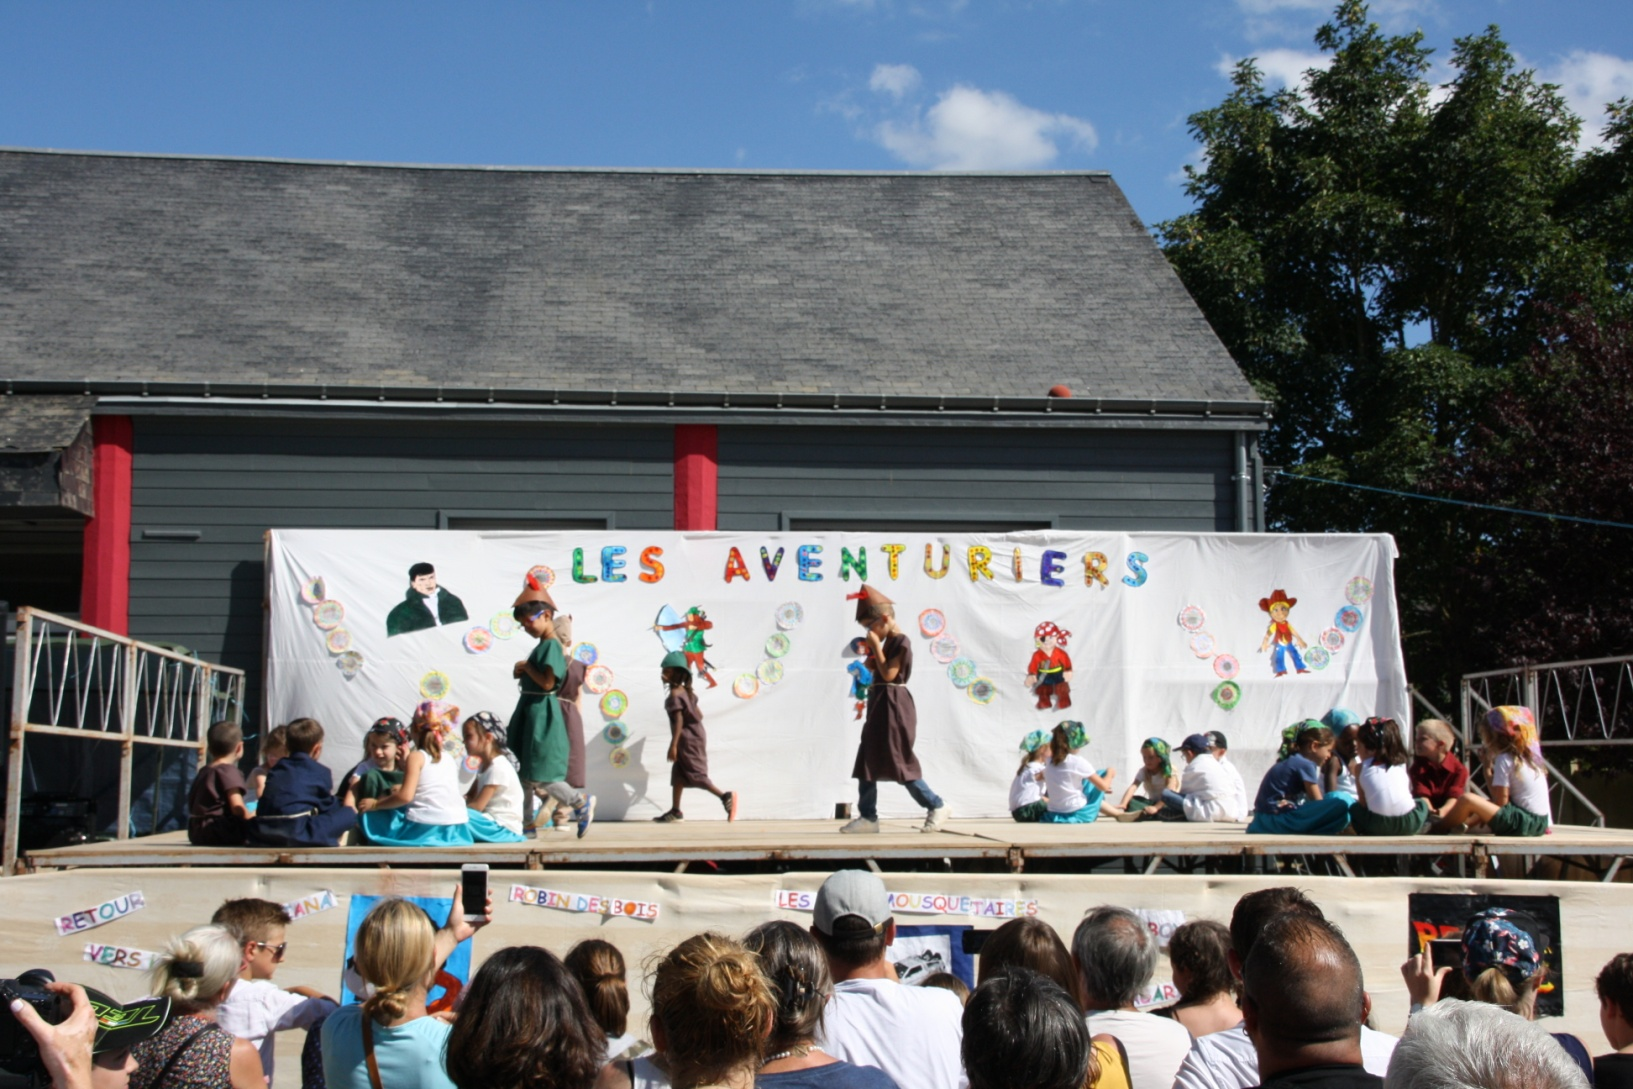 LES AVENTURIERS
RETOUR
VERS
ROBIN DES BOIS
LES MOUSQUETAIRES